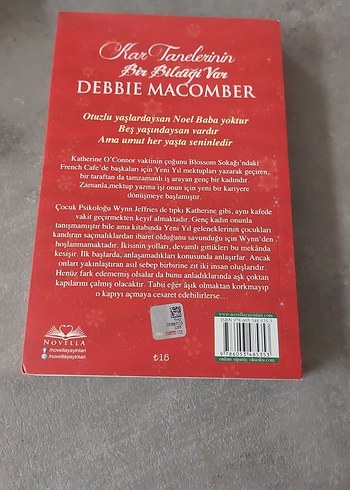 Kar Tanelerinin
Bir Bildiği Var
DEBBIE MACOMBER
Otuzlu yaşlardaysan Noel Baba yoktur
Beş yaşındaysan vardır
Ama umut her yaşta seninledir
Katherine O'Connor vaktinin çoğunu Blossom Sokağı'ndaki
French Cafe'de başkaları için Yeni Yıl mektupları yazarak geçiren,
bir taraftan da tamzamanlı iş arayan genç bir kadındır.
Zamanla,mektup yazma işi onun için yeni bir kariyere
dönüşmeye başlamıştır.
Çocuk Psikoloğu Wynn Jeffries de tıpkı Katherine gibi, aynı kafede
vakit geçirmekten keyif almaktadır. Genç kadın onunla
tanışmamıştır bile ama kitabında Yeni Yıl geleneklerinin çocukları
kandıran saçmalıklardan ibaret olduğunu savunduğu için Wynn'den
hoşlanmamaktadır. İkisinin yolları, devamlı gittikleri bu mekânda
kesişir. İlk başlarda, anlaşamadıkları konusunda anlaşırlar. Ancak
onları yakınlaştıran asıl sebep birbirine zıt iki insan olmalarıdır.
Henüz fark edememiş olsalar da bunu anladıklarında aşk çoktan
kapılarını çalmış olacaktır. Tabii eğer âşık olmaktan korkmayıp
o kapıyı açmaya cesaret edebilirlerse...
NOVELLA
/novellayayinlari
/novellayayinlari
₺15
www.novellayayinlari.com
9786053485353
online sipariş: okuoku.com